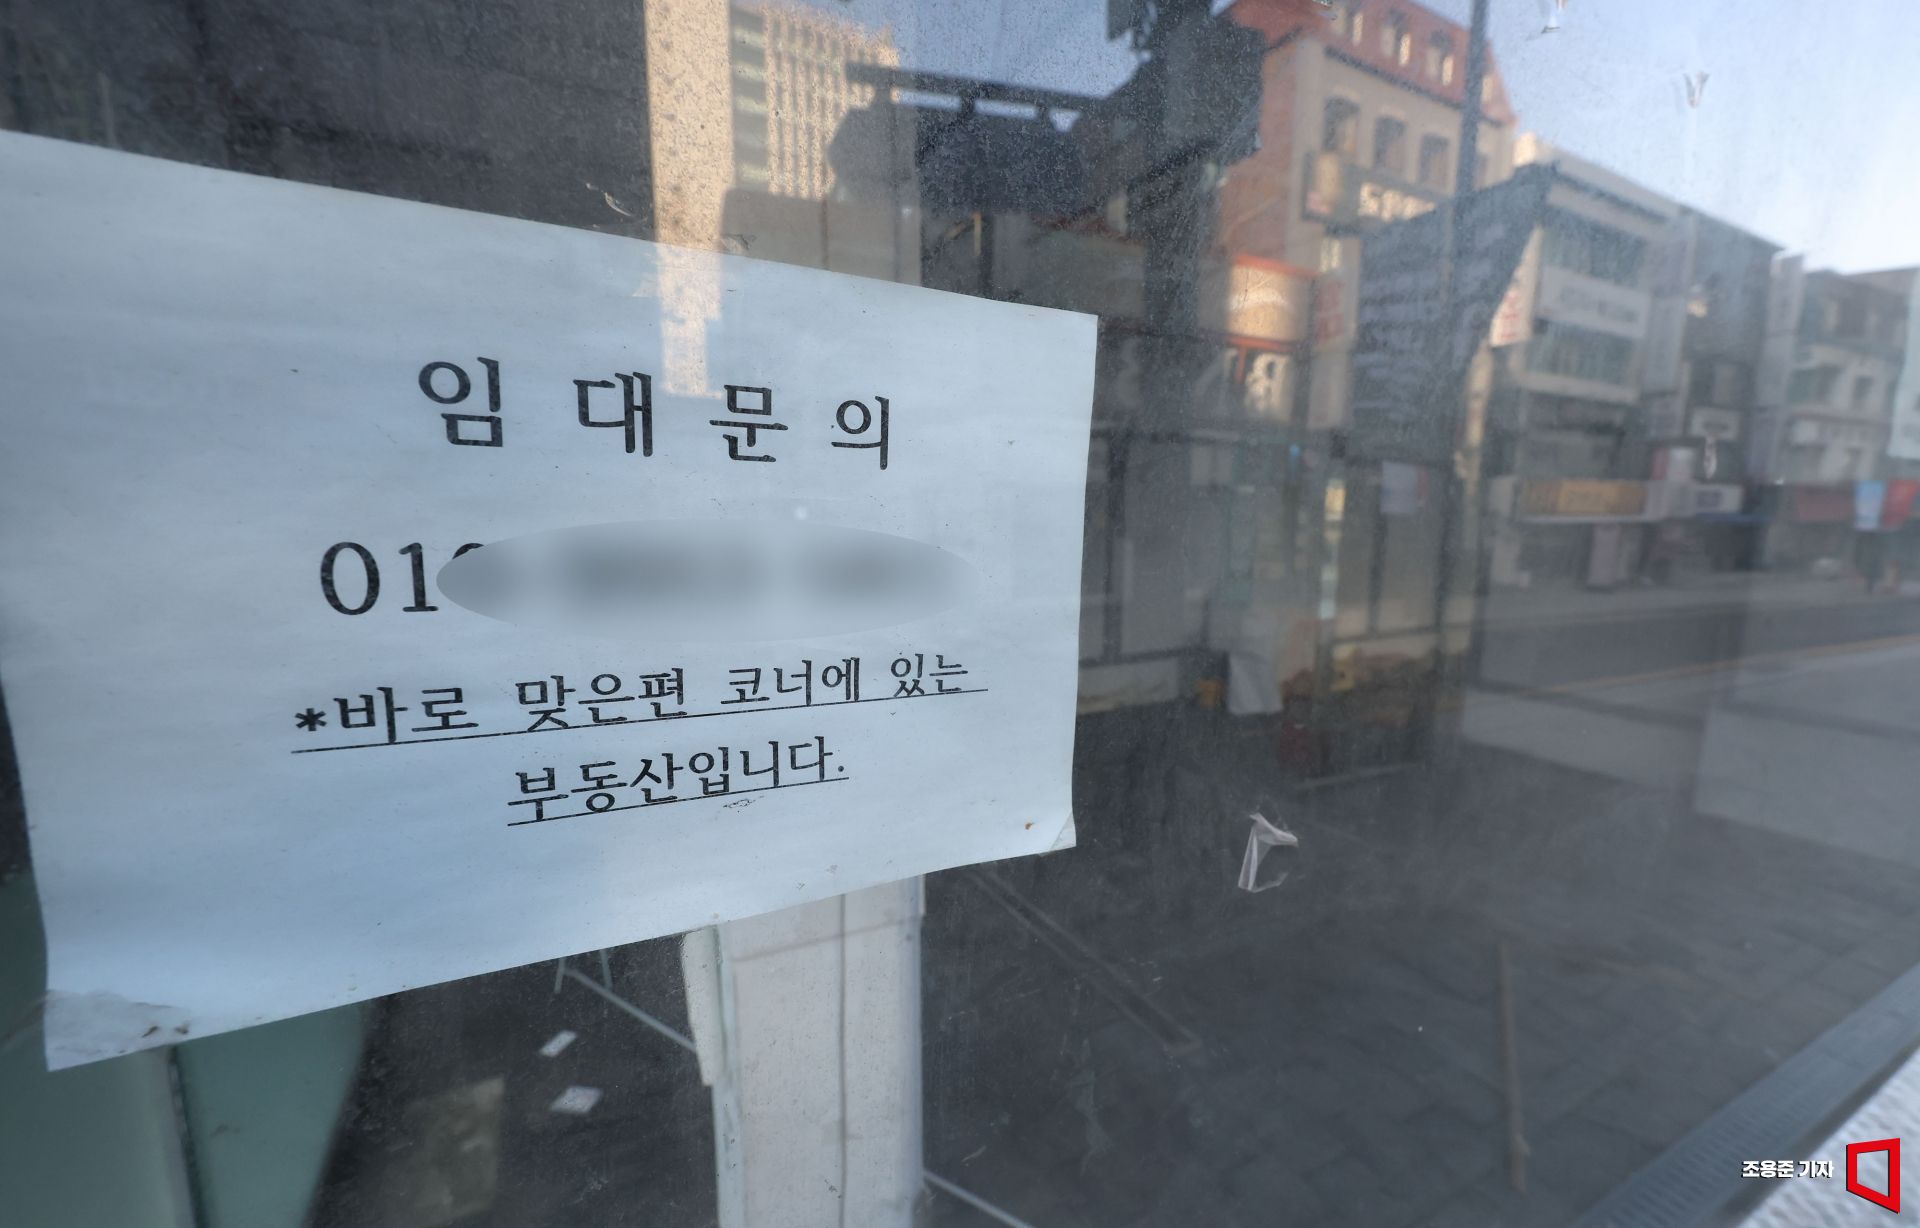 임대문의
01
*바로 맞은편 코너에 있는
부동산입니다.
조용준 기자